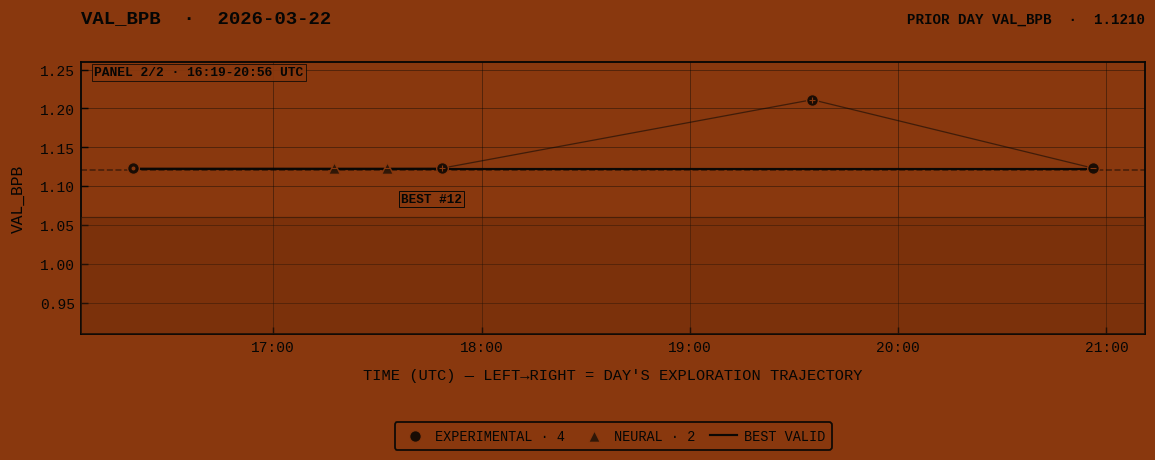 VAL_BPB · 2026-03-22
PRIOR DAY VAL_BPB · 1.1210
PANEL 2/2 · 16:19-20:56 UTC
1.25
1.20
1.15
1.10
1.05
1.00
0.95
VAL_BPB
BEST #12
17:00
18:00
19:00
20:00
21:00
TIME (UTC) — LEFT→RIGHT = DAY'S EXPLORATION TRAJECTORY
EXPERIMENTAL · 4
NEURAL · 2
BEST VALID